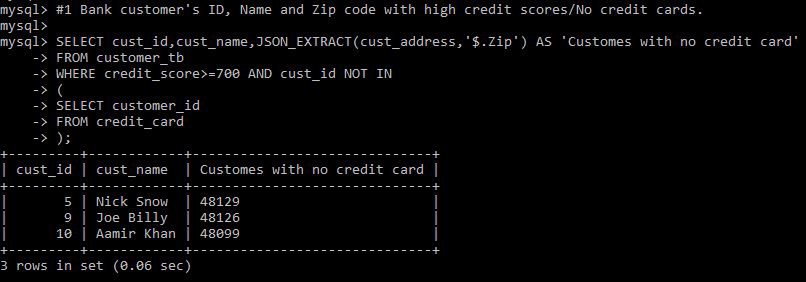 mysql> #1 Bank customer's ID, Name and Zip code with high credit scores/No credit cards.
mysql>
mysql> SELECT cust_id,cust_name,JSON_EXTRACT(cust_address,'$.Zip') AS 'Customes with no credit card'
    -> FROM customer_tb
    -> WHERE credit_score>=700 AND cust_id NOT IN
    -> (
    -> SELECT customer_id
    -> FROM credit_card
    -> );
+---------+------------+------------------------------+
| cust_id | cust_name  | Customes with no credit card |
+---------+------------+------------------------------+
|       5 | Nick Snow  | 48129                        |
|       9 | Joe Billy  | 48126                        |
|      10 | Aamir Khan | 48099                        |
+---------+------------+------------------------------+
3 rows in set (0.06 sec)